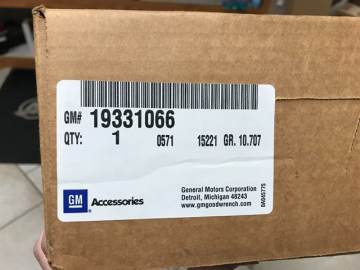 GM# 19331066
QTY: 1 0571 15221 GR. 10.707
GM Accessories
General Motors Corporation
Detroit, Michigan 48243
www.gmgoodwrench.com